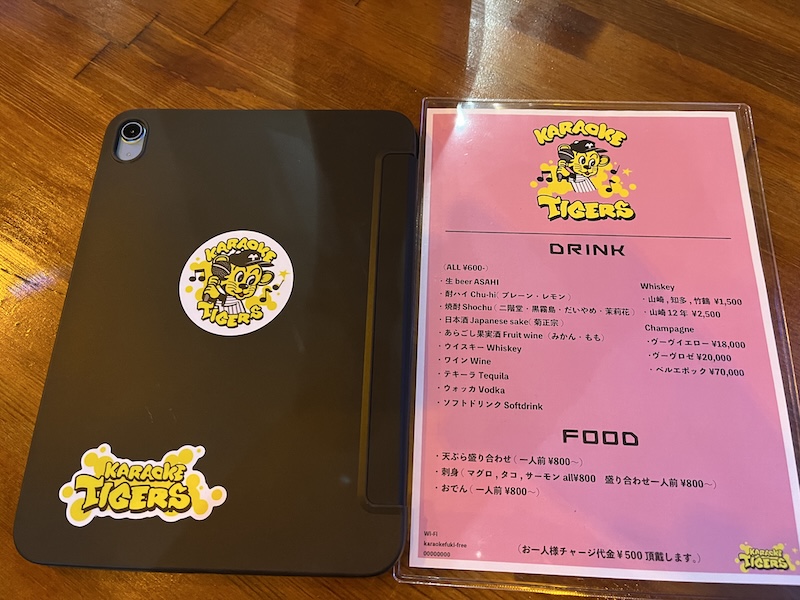 KARAOKE
TIGERS
KARAOKE
TIGERS
KARAOKE
TIGERS
DRINK
(ALL ¥600-)
・生 beer ASAHI
・酎ハイ Chu-hi( プレーン・レモン )
・焼酎 Shochu ( 二階堂・黒霧島・だいやめ・茉莉花 )
・日本酒 Japanese sake( 菊正宗 )
・あらごし果実酒 Fruit wine（みかん・もも）
・ウイスキー Whiskey
・ワイン Wine
・テキーラ Tequila
・ウォッカ Vodka
・ソフトドリンク Softdrink
Whiskey
・山崎 , 知多 , 竹鶴 ¥1,500
・山崎 12 年 ¥2,500
Champagne
・ヴーヴイエロー ¥18,000
・ヴーヴロゼ ¥20,000
・ベルエポック ¥70,000
FOOD
・天ぷら盛り合わせ ( 一人前 ¥800～)
・刺身 ( マグロ , タコ , サーモン all¥800　盛り合わせ一人前 ¥800～)
・おでん ( 一人前 ¥800～)
Wi-Fi
karaokefuki-free
00000000
（お一人様チャージ代金 ¥ 500 頂戴します。)
KARAOKE
TIGERS